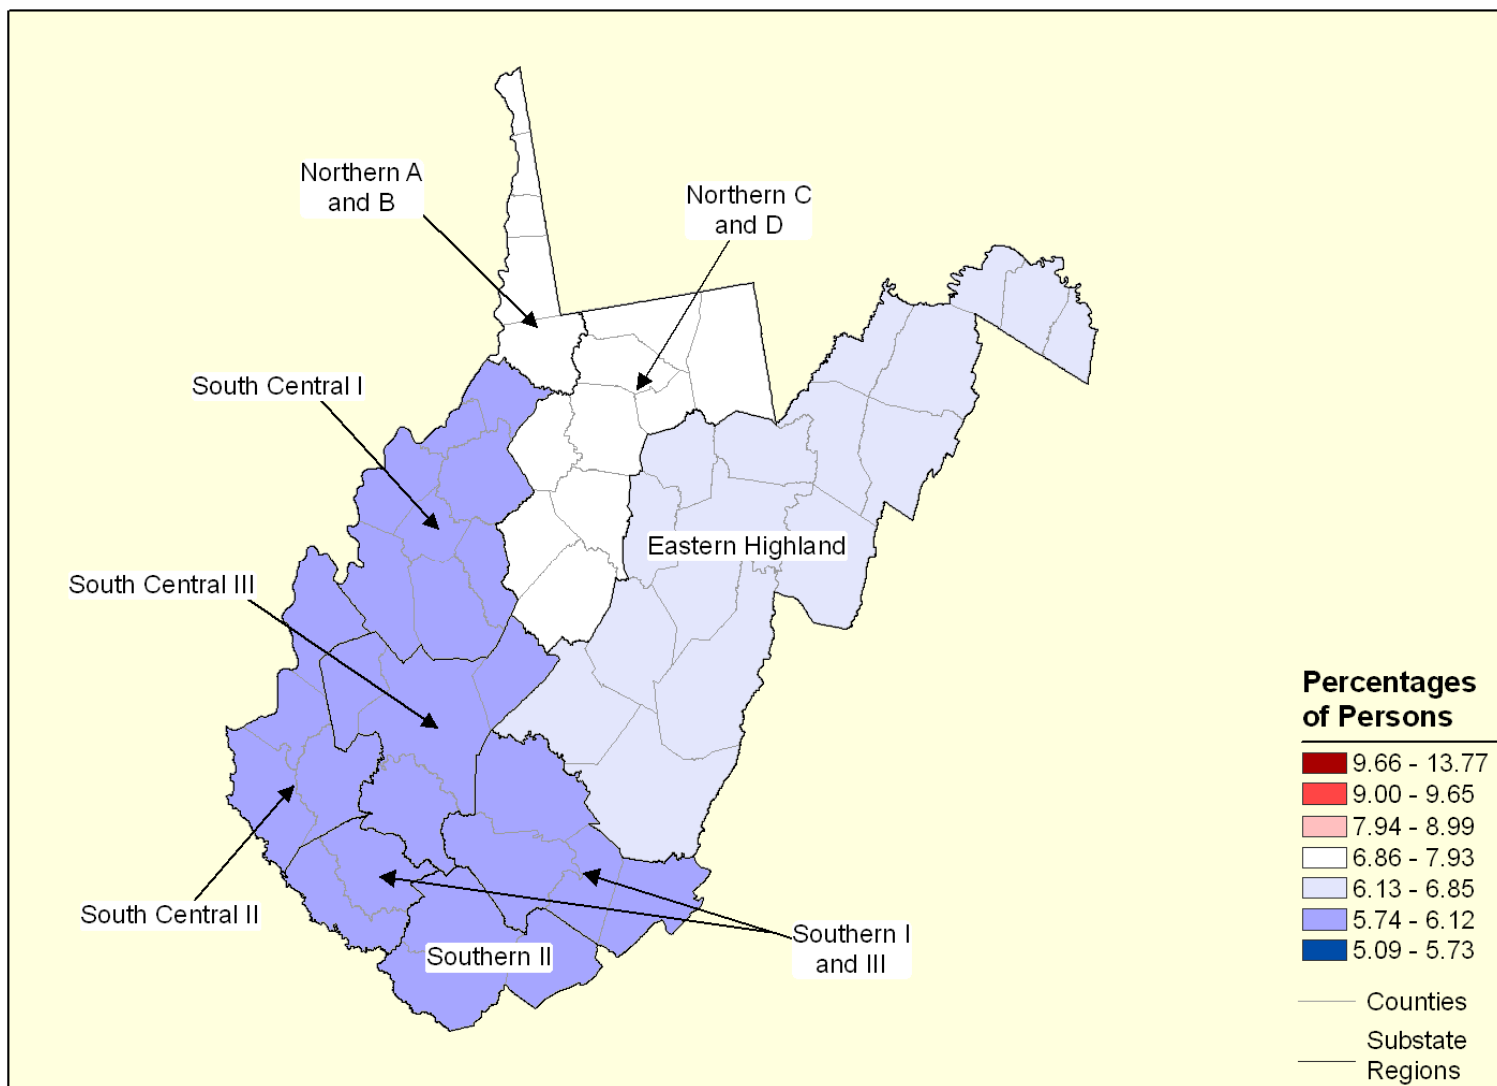 Northern A
and B
Northern C
and D
South Central I
Eastern Highland
South Central III
South Central II
Southern II
Southern I
and III
Percentages
of Persons
9.66 - 13.77
9.00 - 9.65
7.94 - 8.99
6.86 - 7.93
6.13 - 6.85
5.74 - 6.12
5.09 - 5.73
Counties
Substate
Regions